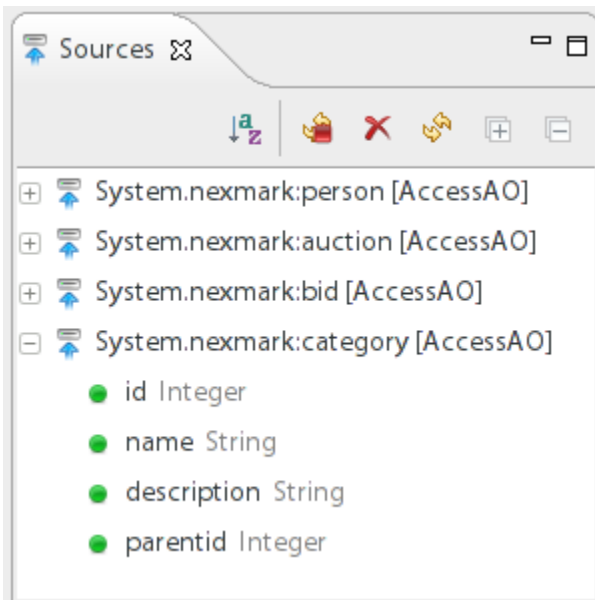 Sources
a
z
System.nexmark:person [AccessAO]
System.nexmark:auction [AccessAO]
System.nexmark:bid [AccessAO]
System.nexmark:category [AccessAO]
id Integer
name String
description String
parentid Integer